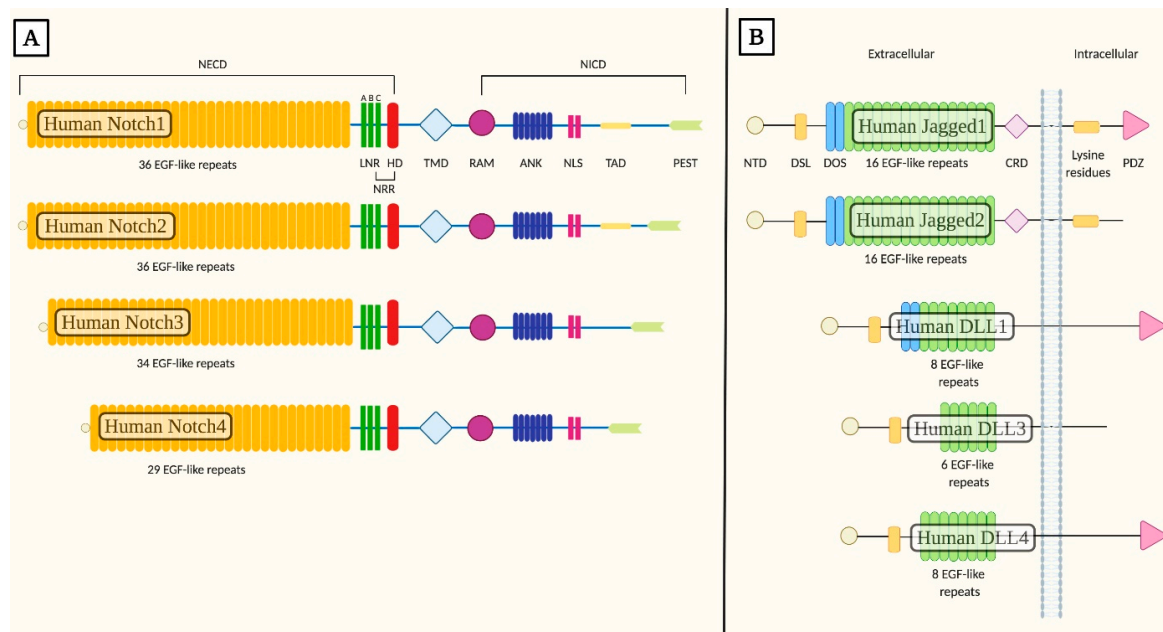 A
NECD
NICD
A B C
Human Notch1
36 EGF-like repeats
LNR HD TMD RAM ANK NLS TAD PEST
NRR
Human Notch2
36 EGF-like repeats
Human Notch3
34 EGF-like repeats
Human Notch4
29 EGF-like repeats
B
Extracellular Intracellular
Human Jagged1
NTD DSL DOS 16 EGF-like repeats CRD Lysine residues PDZ
Human Jagged2
16 EGF-like repeats
Human DLL1
8 EGF-like
repeats
Human DLL3
6 EGF-like
repeats
Human DLL4
8 EGF-like
repeats